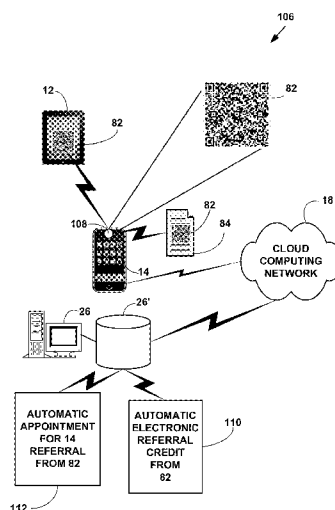 106
12
82
82
82
84
108
14
18
CLOUD
COMPUTING
NETWORK
26
26'
AUTOMATIC
APPOINTMENT
FOR 14
REFERRAL
FROM 82
112
AUTOMATIC
ELECTRONIC
REFERRAL
CREDIT
FROM
62
110